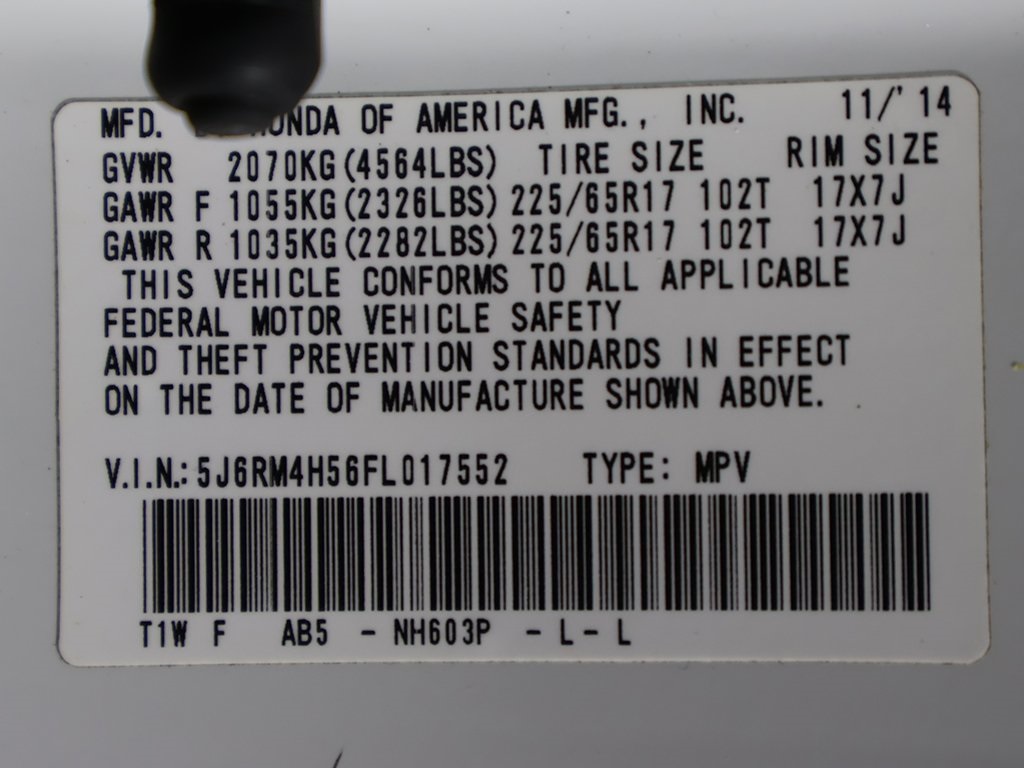 MFD. HONDA OF AMERICA MFG., INC. 11/'14
GVWR 2070KG(4564LBS) TIRE SIZE RIM SIZE
GAWR F 1055KG(2326LBS) 225/65R17 102T 17X7J
GAWR R 1035KG(2282LBS) 225/65R17 102T 17X7J
THIS VEHICLE CONFORMS TO ALL APPLICABLE
FEDERAL MOTOR VEHICLE SAFETY
AND THEFT PREVENTION STANDARDS IN EFFECT
ON THE DATE OF MANUFACTURE SHOWN ABOVE.
V.I.N.: 5J6RM4H56FL017552 TYPE: MPV
T1W F AB5 - NH603P - L - L